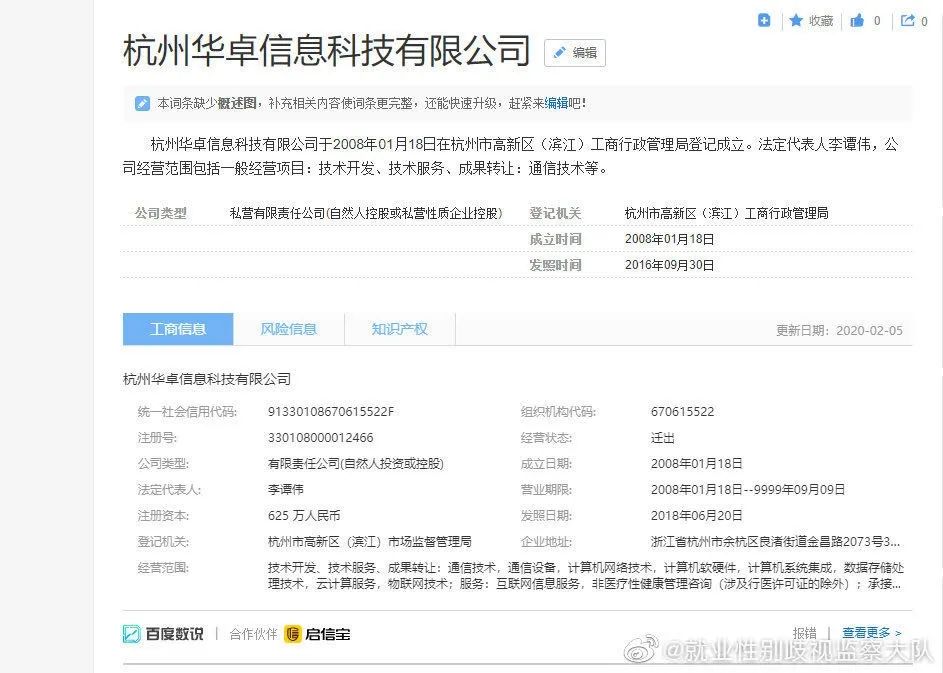 收藏 0 0
杭州华卓信息科技有限公司 编辑
本词条缺少概述图，补充相关内容使词条更完整，还能快速升级，赶紧来编辑吧！
杭州华卓信息科技有限公司于2008年01月18日在杭州市高新区（滨江）工商行政管理局登记成立。法定代表人李谭伟，公
司经营范围包括一般经营项目：技术开发、技术服务、成果转让：通信技术等。
公司类型 私营有限责任公司(自然人控股或私营性质企业控股) 登记机关 杭州市高新区（滨江）工商行政管理局
成立时间 2008年01月18日
发照时间 2016年09月30日
工商信息 风险信息 知识产权 更新日期：2020-02-05
杭州华卓信息科技有限公司
统一社会信用代码: 91330108670615522F 组织机构代码: 670615522
注册号: 330108000012466 经营状态: 迁出
公司类型: 有限责任公司(自然人投资或控股) 成立日期: 2008年01月18日
法定代表人: 李谭伟 营业期限: 2008年01月18日--9999年09月09日
注册资本: 625 万人民币 发照日期: 2018年06月20日
登记机关: 杭州市高新区（滨江）市场监督管理局 企业地址: 浙江省杭州市余杭区良渚街道金昌路2073号3...
经营范围: 技术开发、技术服务、成果转让：通信技术，通信设备，计算机网络技术，计算机软硬件，计算机系统集成，数据存储处
理技术，云计算服务，物联网技术；服务：互联网信息服务，非医疗性健康管理咨询（涉及行医许可证的除外）；承接...
百度数说 | 合作伙伴 启信宝 报错 | 查看更多 >
@就业性别歧视监察大队